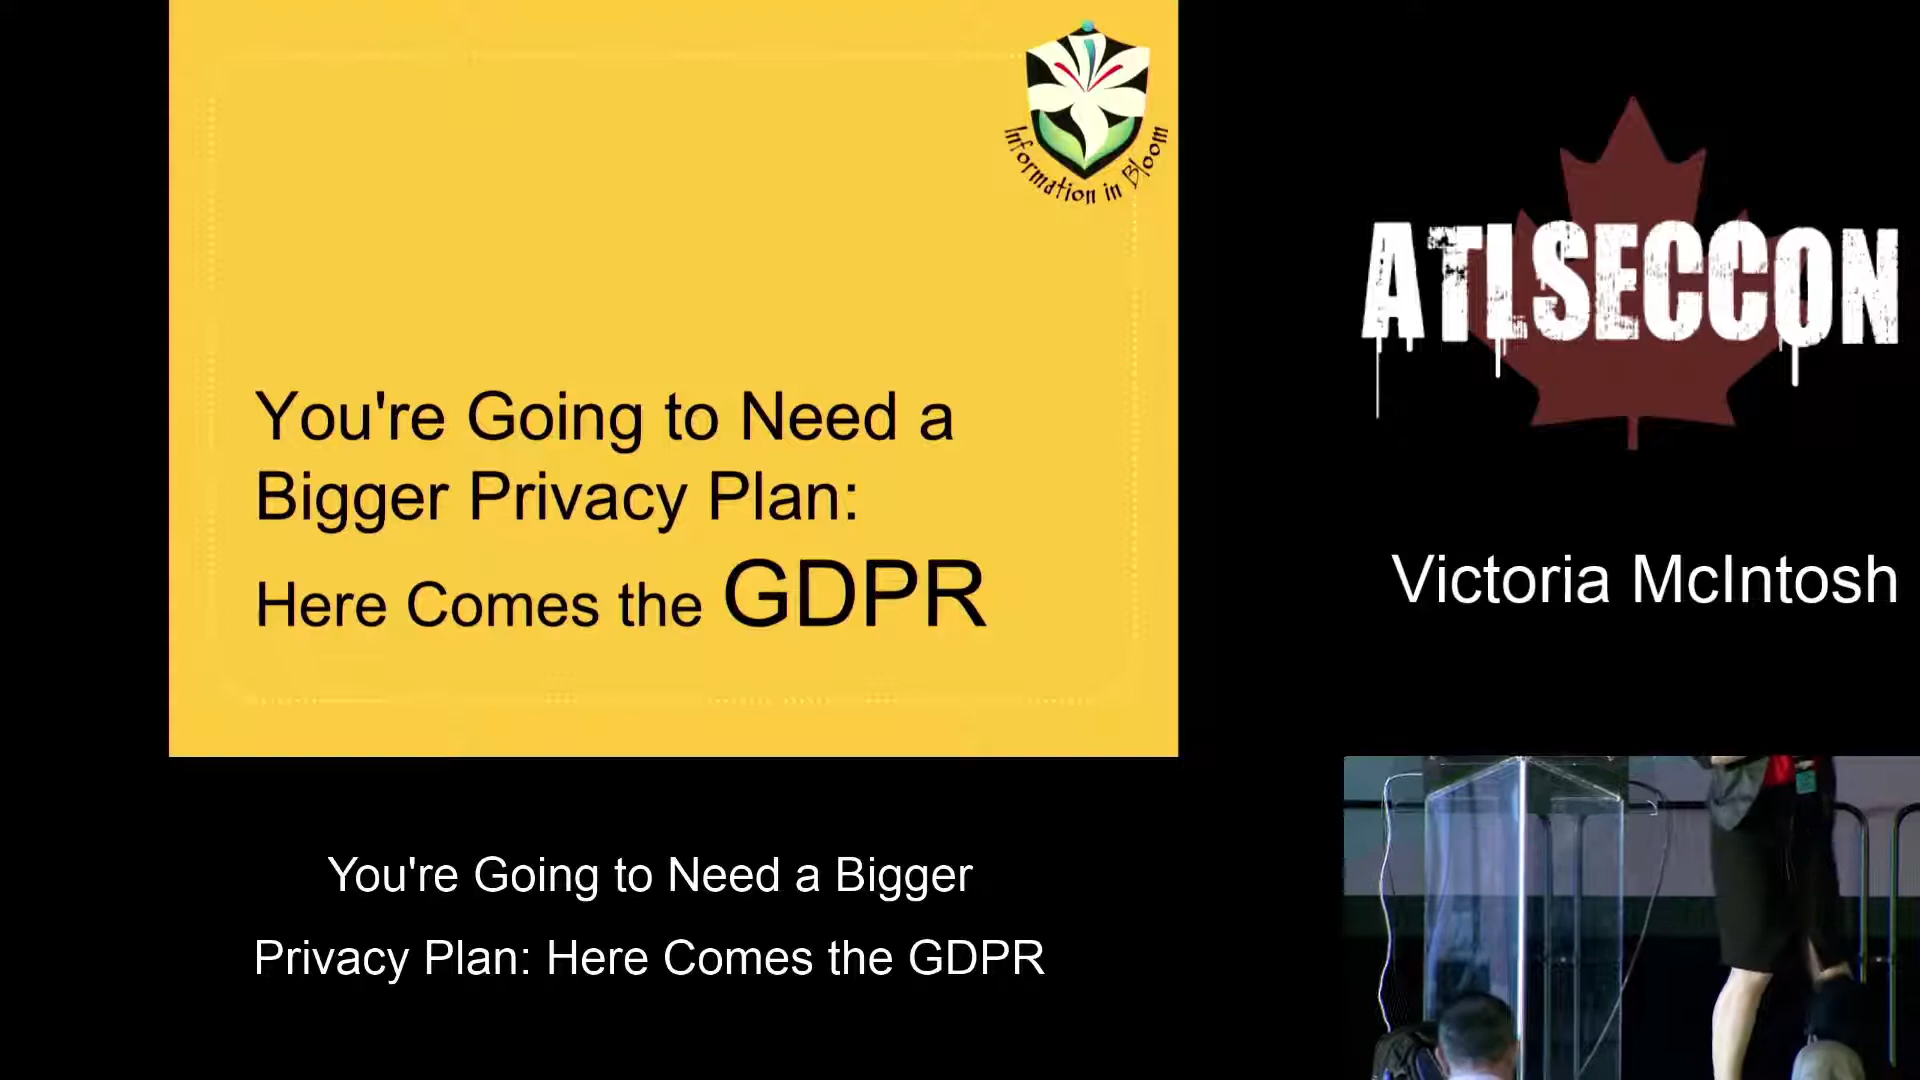 Information in Bloom
You're Going to Need a
Bigger Privacy Plan:
Here Comes the GDPR
ATLSECCON
Victoria McIntosh
You're Going to Need a Bigger
Privacy Plan: Here Comes the GDPR